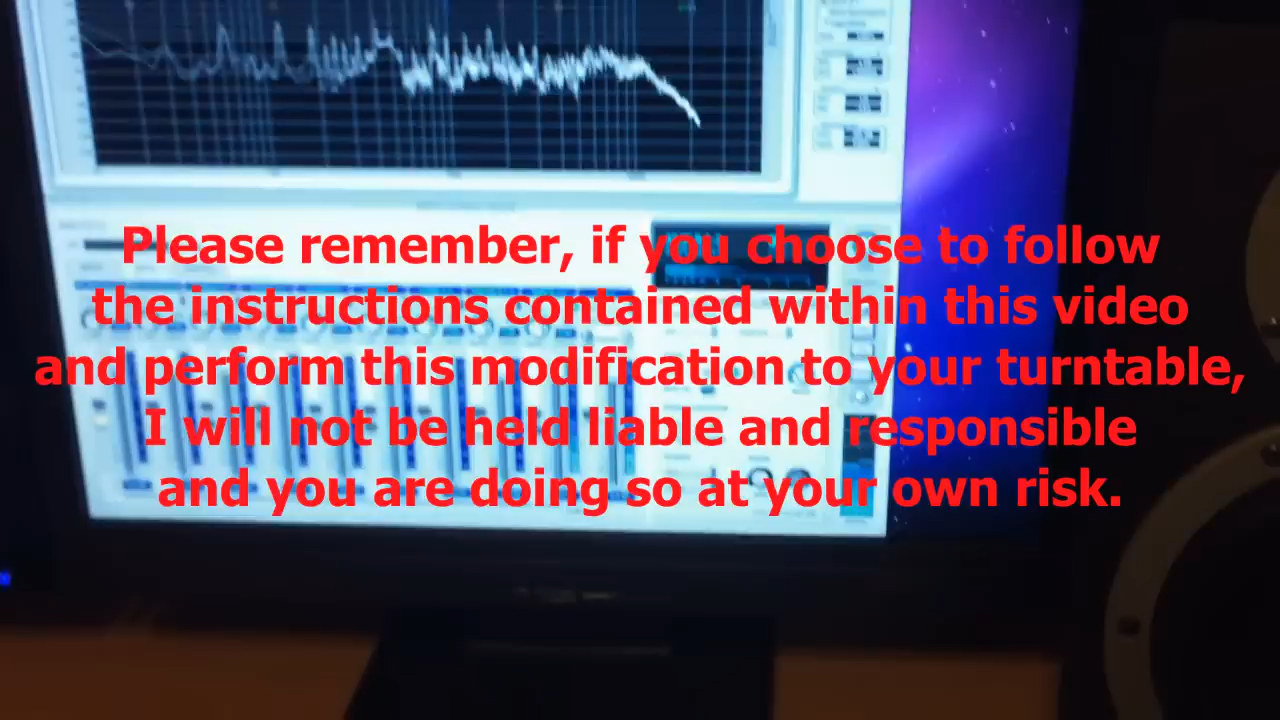 Please remember, if you choose to follow
the instructions contained within this video
and perform this modification to your turntable,
I will not be held liable and responsible
and you are doing so at your own risk.